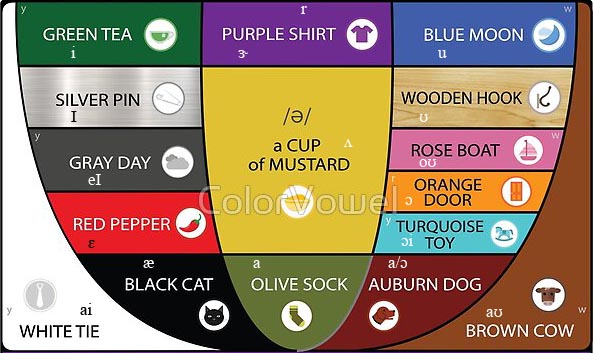 y
GREEN TEA
i
r
PURPLE SHIRT
ɝ
w
BLUE MOON
u
SILVER PIN
I
/ə/
a CUP
ʌ
of MUSTARD
WOODEN HOOK
ʊ
y
GRAY DAY
eI
w
ROSE BOAT
oʊ
r
ORANGE
DOOR
ɔ
RED PEPPER
ɛ
ColorVowel
y
TURQUOISE
TOY
ɔɪ
æ
BLACK CAT
a
OLIVE SOCK
a/ɔ
AUBURN DOG
y
ai
WHITE TIE
aʊ
w
BROWN COW